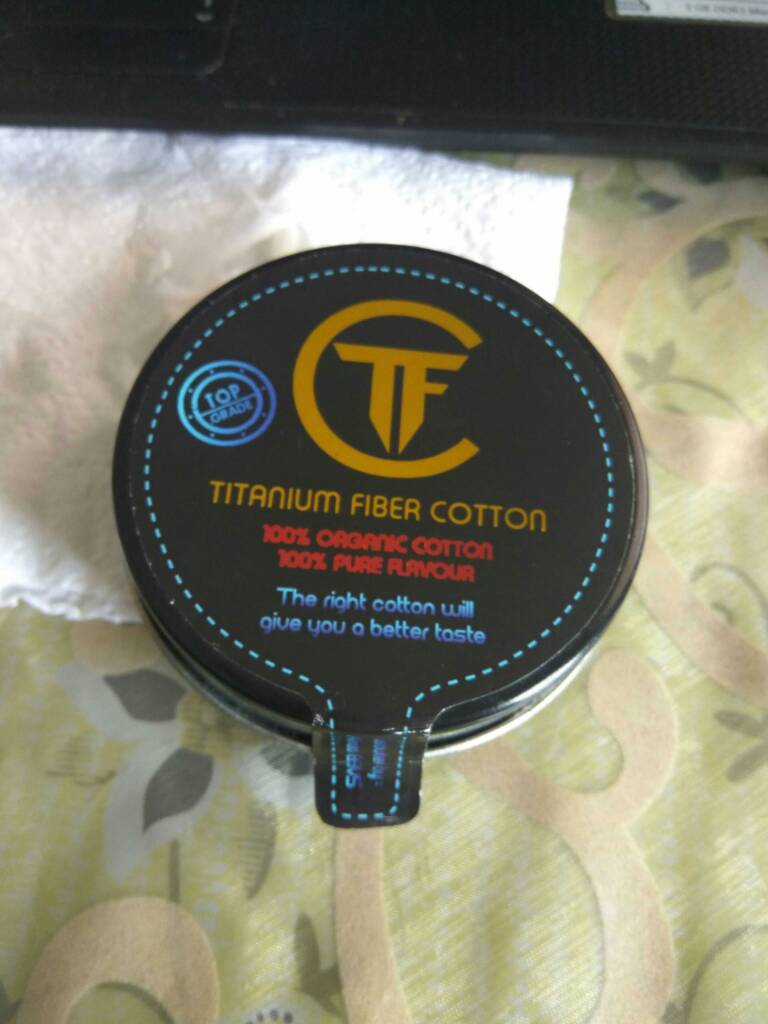 CTF
TOP
GRADE
TITANIUM FIBER COTTON
100% ORGANIC COTTON
100% PURE FLAVOUR
The right cotton will
give you a better taste